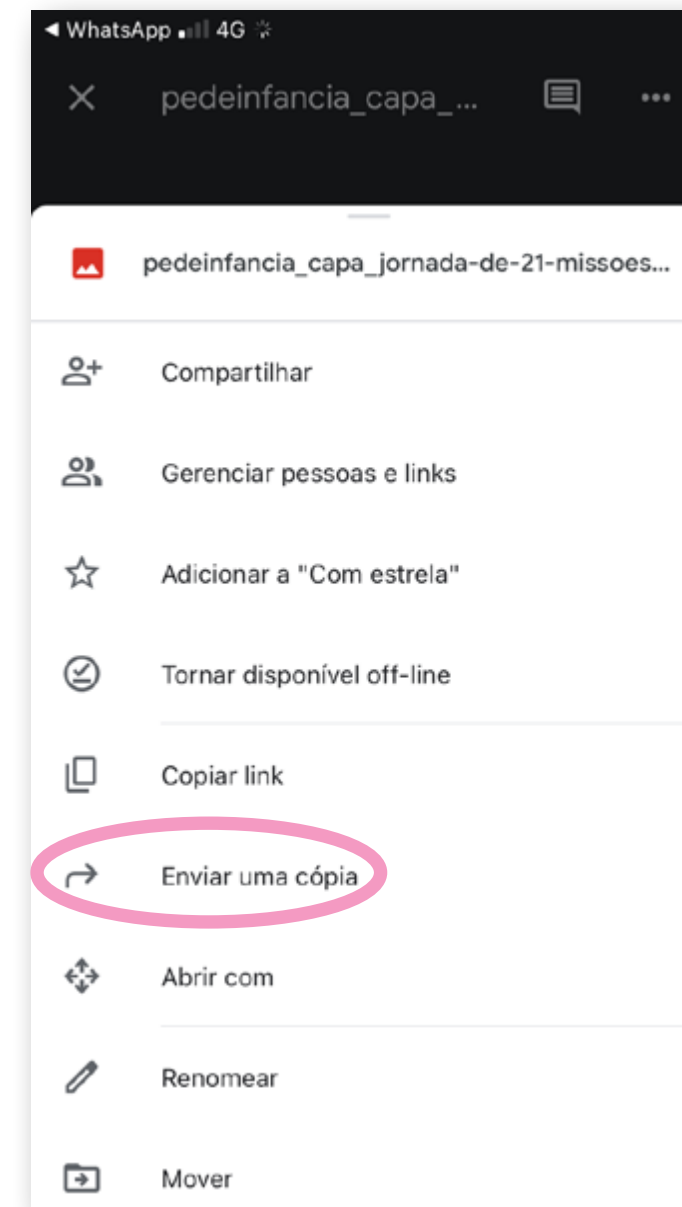 WhatsApp 4G
pedeinfancia_capa_...
pedeinfancia_capa_jornada-de-21-missoes...
Compartilhar
Gerenciar pessoas e links
Adicionar a "Com estrela"
Tornar disponível off-line
Copiar link
Enviar uma cópia
Abrir com
Renomear
Mover